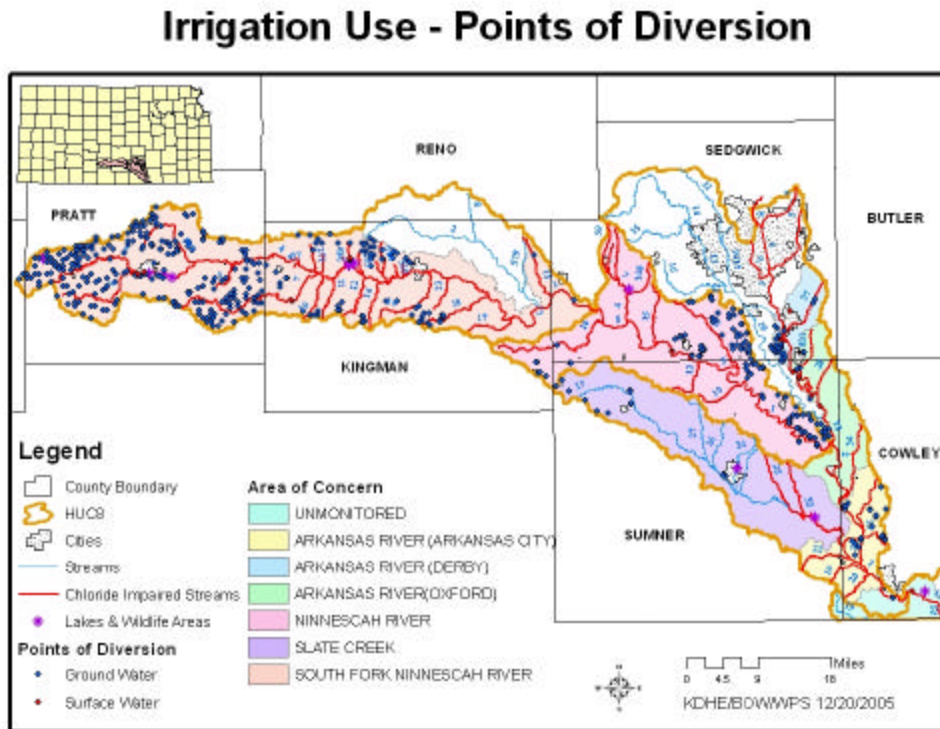 Irrigation Use - Points of Diversion
RENO
SEDGWICK
PRATT
BUTLER
KINGMAN
COWLEY
SUMNER
Legend
County Boundary
HUC8
Cities
Streams
Chloride Impaired Streams
Lakes & Wildlife Areas
Points of Diversion
Ground Water
Surface Water
Area of Concern
UNMONITORED
ARKANSAS RIVER (ARKANSAS CITY)
ARKANSAS RIVER (DERBY)
ARKANSAS RIVER(OXFORD)
NINNESCAH RIVER
SLATE CREEK
SOUTH FORK NINNESCAH RIVER
Miles
0 4.5 9 18
KDHE/BOW/WPS 12/20/2005